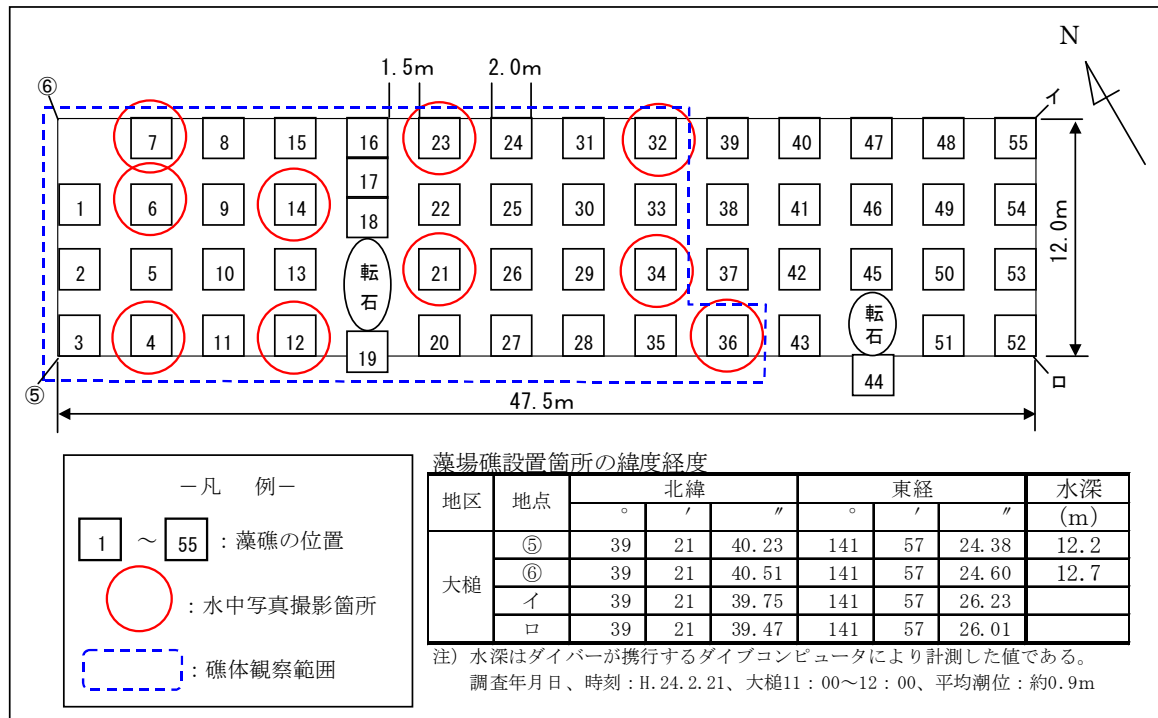 N
1.5m 2.0m
⑥ イ
7 8 15 16 23 24 31 32 39 40 47 48 55
17
1 6 9 14 18 22 25 30 33 38 41 46 49 54
12.0m
2 5 10 13 転石 21 26 29 34 37 42 45 50 53
3 4 11 12 19 20 27 28 35 36 43 転石 51 52
44
⑤ ロ
47.5m
－凡 例－
1 ～ 55 : 藻礁の位置
: 水中写真撮影箇所
: 礁体観察範囲
藻場礁設置箇所の緯度経度
地区 地点 北緯 東経 水深
° ′ ″ ° ′ ″ (m)
大槌 ⑤ 39 21 40.23 141 57 24.38 12.2
⑥ 39 21 40.51 141 57 24.60 12.7
イ 39 21 39.75 141 57 26.23
ロ 39 21 39.47 141 57 26.01
注) 水深はダイバーが携行するダイブコンピュータにより計測した値である。
調査年月日、時刻：H.24.2.21、大槌11：00～12：00、平均潮位：約0.9m